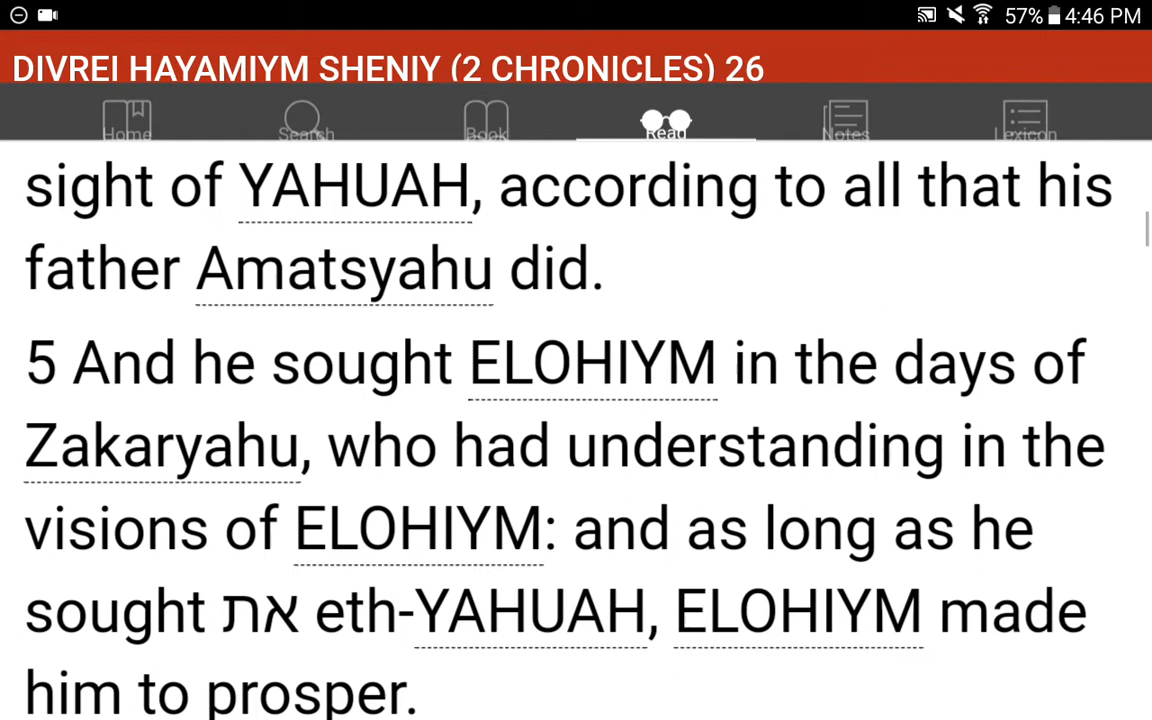 57% 4:46 PM
DIVREI HAYAMIYM SHENIY (2 CHRONICLES) 26
Home Search Book Read Notes Lexicon
sight of YAHUAH, according to all that his
father Amatsyahu did.
5 And he sought ELOHIYM in the days of
Zakaryahu, who had understanding in the
visions of ELOHIYM: and as long as he
sought את eth-YAHUAH, ELOHIYM made
him to prosper.